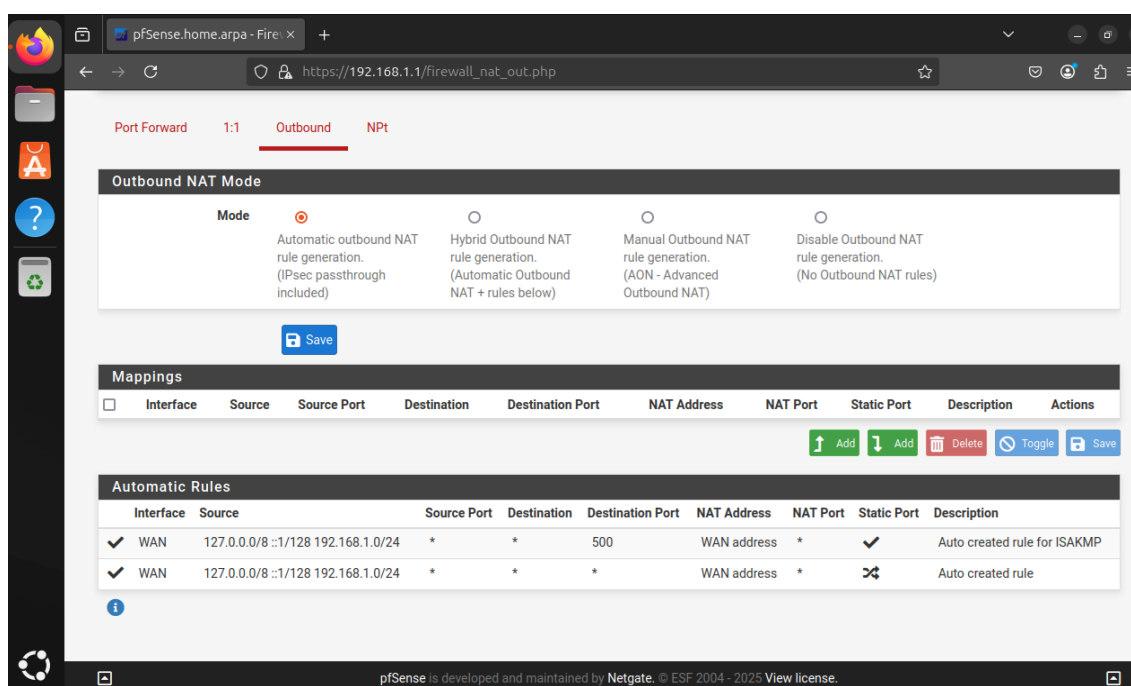 pfSense.home.arpa - Firew
https://192.168.1.1/firewall_nat_out.php
Port Forward 1:1 Outbound NPt
Outbound NAT Mode
Mode
Automatic outbound NAT
rule generation.
(IPsec passthrough
included)
Hybrid Outbound NAT
rule generation.
(Automatic Outbound
NAT + rules below)
Manual Outbound NAT
rule generation.
(AON - Advanced
Outbound NAT)
Disable Outbound NAT
rule generation.
(No Outbound NAT rules)
Save
Mappings
Interface Source Source Port Destination Destination Port NAT Address NAT Port Static Port Description Actions
Add Add Delete Toggle Save
Automatic Rules
Interface Source Source Port Destination Destination Port NAT Address NAT Port Static Port Description
WAN 127.0.0.0/8 ::1/128 192.168.1.0/24 * * 500 WAN address * Auto created rule for ISAKMP
WAN 127.0.0.0/8 ::1/128 192.168.1.0/24 * * * WAN address * Auto created rule
pfSense is developed and maintained by Netgate. © ESF 2004 - 2025 View license.